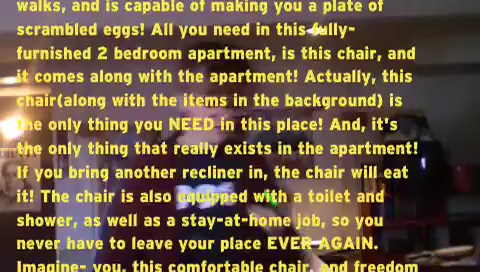 walks, and is capable of making you a plate of
scrambled eggs! All you need in this fully-
furnished 2 bedroom apartment, is this chair, and
it comes along with the apartment! Actually, this
chair(along with the items in the background) is
the only thing you NEED in this place! And, it's
the only thing that really exists in the apartment!
If you bring another recliner in, the chair will eat
it! The chair is also equipped with a toilet and
shower, as well as a stay-at-home job, so you
never have to leave your place EVER AGAIN.
Imagine- you, this comfortable chair, and freedom